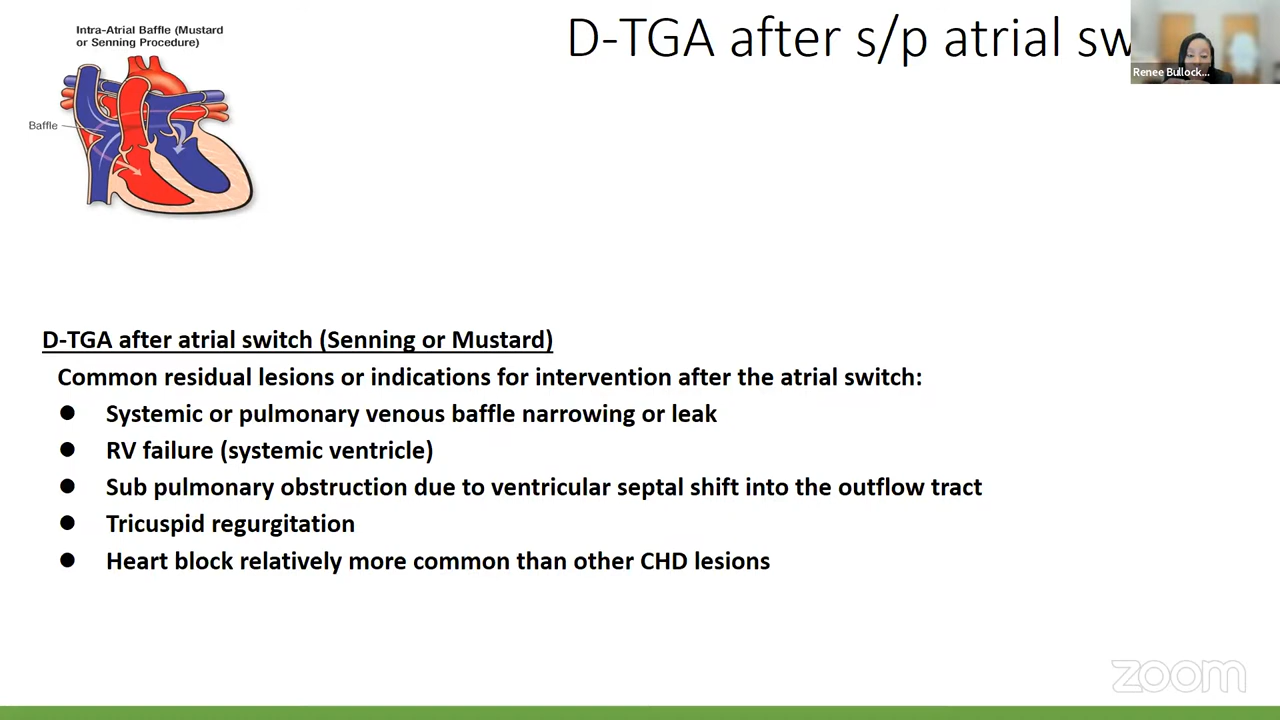 Intra-Atrial Baffle (Mustard
or Senning Procedure)
D-TGA after s/p atrial sw
Renee Bullock...
Baffle
D-TGA after atrial switch (Senning or Mustard)
Common residual lesions or indications for intervention after the atrial switch:
● Systemic or pulmonary venous baffle narrowing or leak
● RV failure (systemic ventricle)
● Sub pulmonary obstruction due to ventricular septal shift into the outflow tract
● Tricuspid regurgitation
● Heart block relatively more common than other CHD lesions
zoom